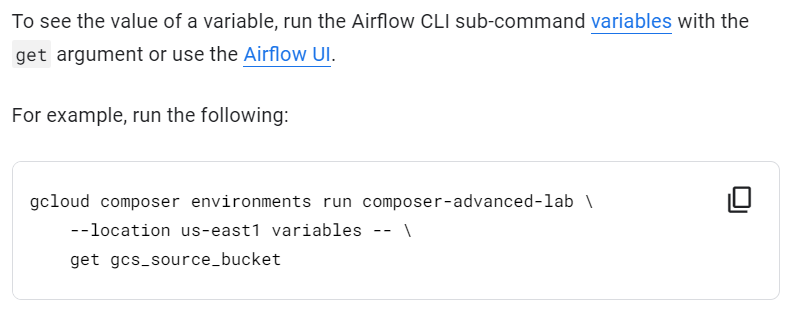 To see the value of a variable, run the Airflow CLI sub-command variables with the
get argument or use the Airflow UI.
For example, run the following:
gcloud composer environments run composer-advanced-lab \
--location us-east1 variables -- \
get gcs_source_bucket